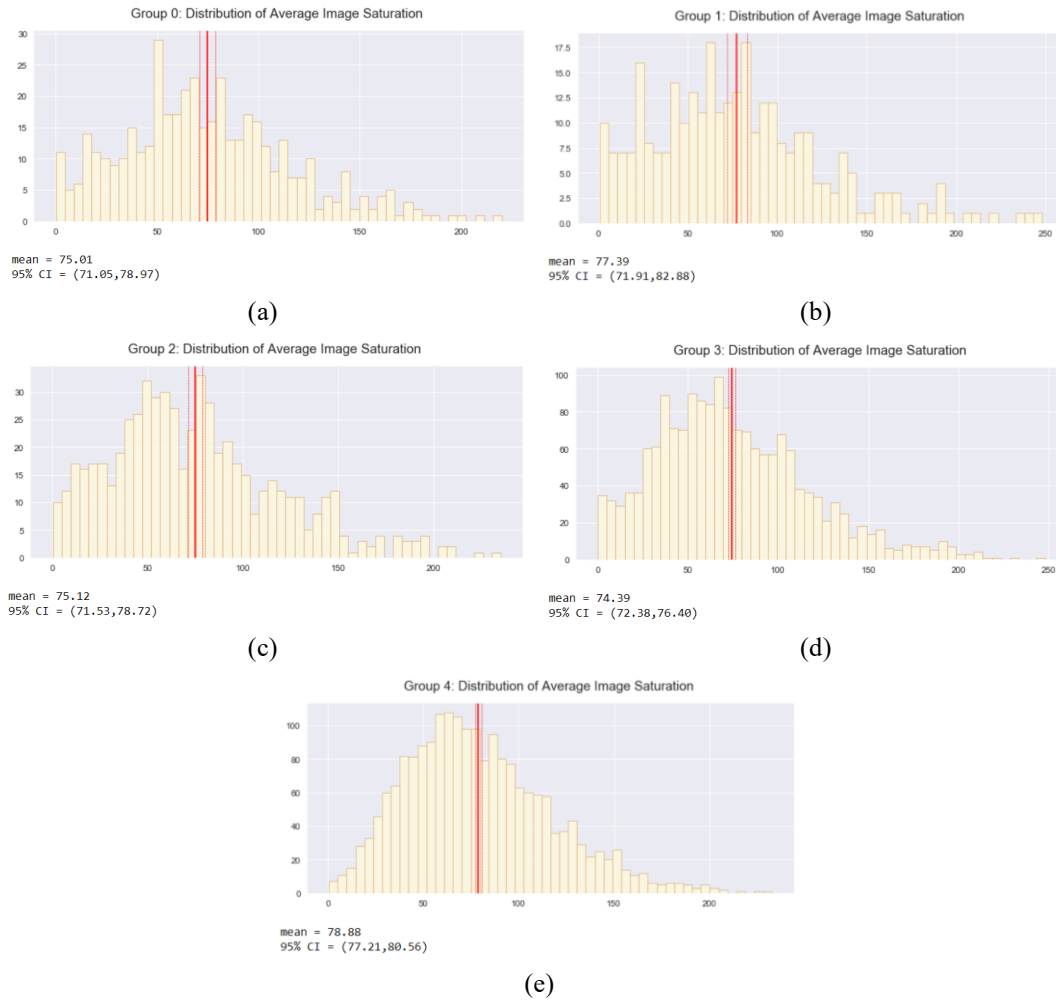 Group 0: Distribution of Average Image Saturation
30
25
20
15
10
5
0
0 50 100 150 200
mean = 75.01
95% CI = (71.05,78.97)
(a)
Group 1: Distribution of Average Image Saturation
17.5
15.0
12.5
10.0
7.5
5.0
2.5
0.0
0 50 100 150 200 250
mean = 77.39
95% CI = (71.91,82.88)
(b)
Group 2: Distribution of Average Image Saturation
30
25
20
15
10
5
0
0 50 100 150 200
mean = 75.12
95% CI = (71.53,78.72)
(c)
Group 3: Distribution of Average Image Saturation
100
80
60
40
20
0
0 50 100 150 200 250
mean = 74.39
95% CI = (72.38,76.40)
(d)
Group 4: Distribution of Average Image Saturation
100
80
60
40
20
0
0 50 100 150 200
mean = 78.88
95% CI = (77.21,80.56)
(e)